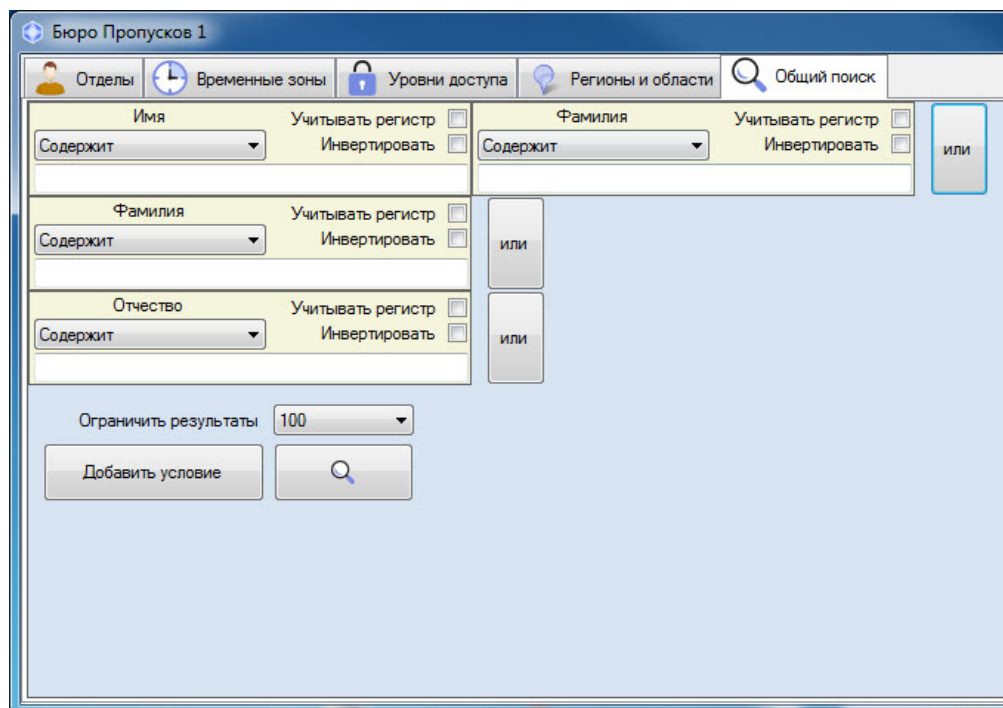 Бюро Пропусков 1
Отделы Временные зоны Уровни доступа Регионы и области Общий поиск
Имя Учитывать регистр Фамилия Учитывать регистр
Содержит Инвертировать Содержит Инвертировать или
Фамилия Учитывать регистр
Содержит Инвертировать или
Отчество Учитывать регистр
Содержит Инвертировать или
Ограничить результаты 100
Добавить условие